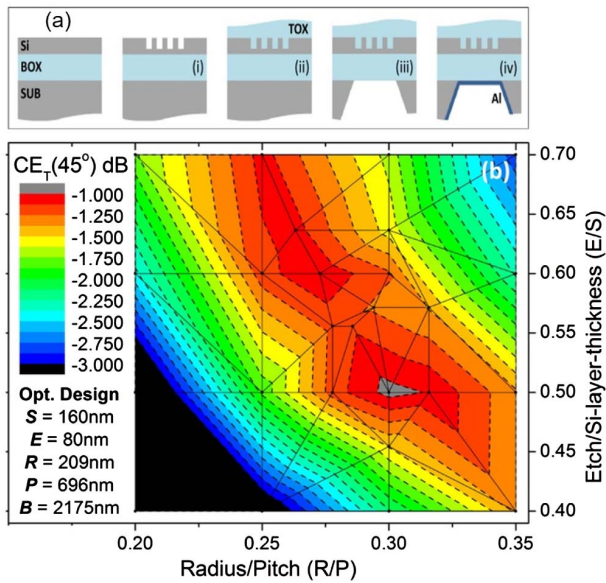 (a)
TOX
Si
BOX
SUB
(i)
(ii)
(iii)
(iv)
Al
CE_T(45°) dB
(b)
-1.000
-1.250
-1.500
-1.750
-2.000
-2.250
-2.500
-2.750
-3.000
Opt. Design
S = 160nm
E = 80nm
R = 209nm
P = 696nm
B = 2175nm
0.70
0.65
0.60
0.55
0.50
0.45
0.40
Etch/Si-layer-thickness (E/S)
0.20 0.25 0.30 0.35
Radius/Pitch (R/P)